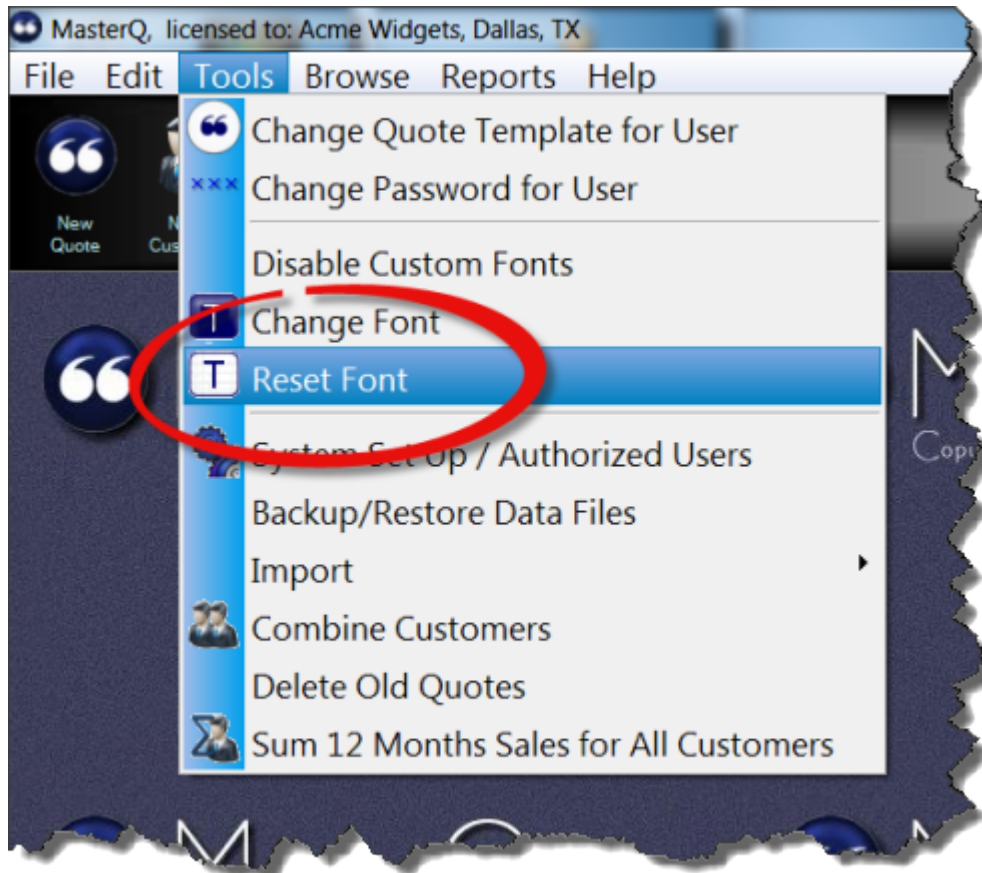 MasterQ, licensed to: Acme Widgets, Dallas, TX
File Edit Tools Browse Reports Help
New
Quote
Change Quote Template for User
××× Change Password for User
Disable Custom Fonts
T Change Font
T Reset Font
System Set Up / Authorized Users
Backup/Restore Data Files
Import
Combine Customers
Delete Old Quotes
Σ Sum 12 Months Sales for All Customers